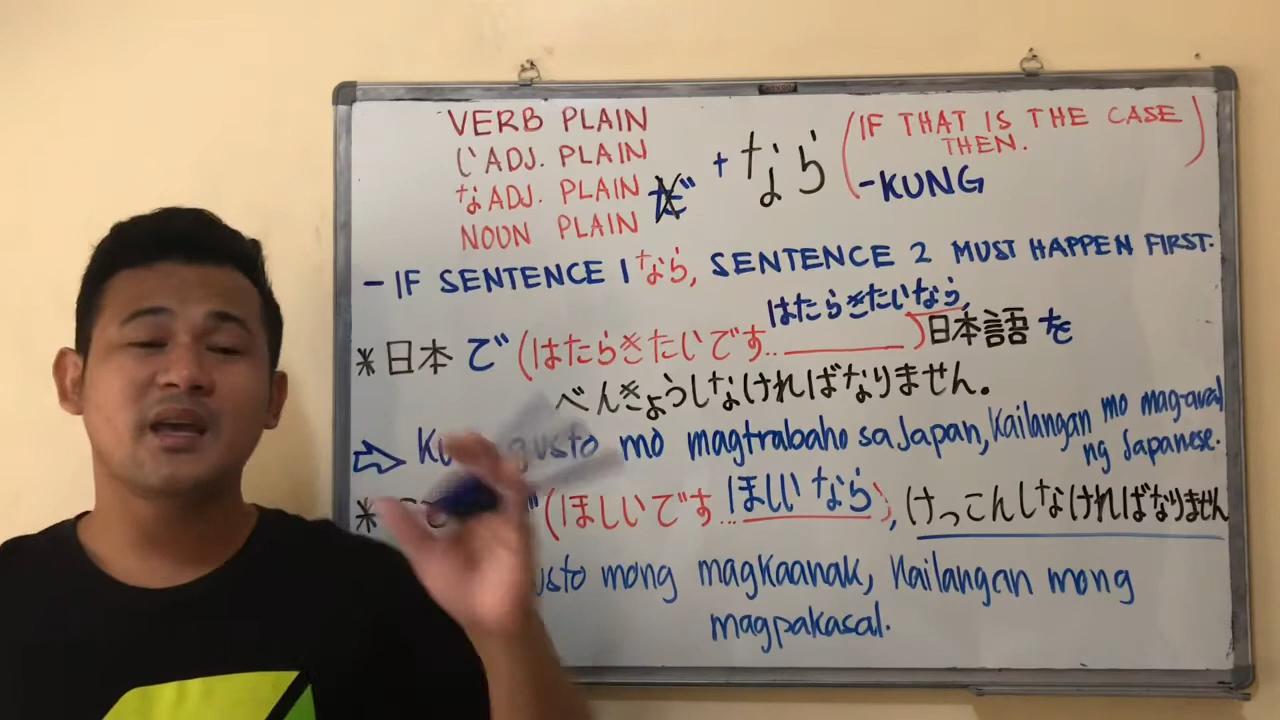 VERB PLAIN
い ADJ. PLAIN
な ADJ. PLAIN だ
NOUN PLAIN
+ なら
(IF THAT IS THE CASE
THEN.)
-KUNG
- IF SENTENCE 1 なら, SENTENCE 2 MUST HAPPEN FIRST.
はたらきたいなら,
* 日本 で (はたらきたいです.. ______) 日本語 を
べんきょうしなければなりません。
⇨ gusto mo magtrabaho sa Japan, Kailangan mo mag-aral
ng Japanese.
* (ほしいです... ほしいなら), けっこんしなければなりません
mong magkaanak, kailangan mong
magpakasal.